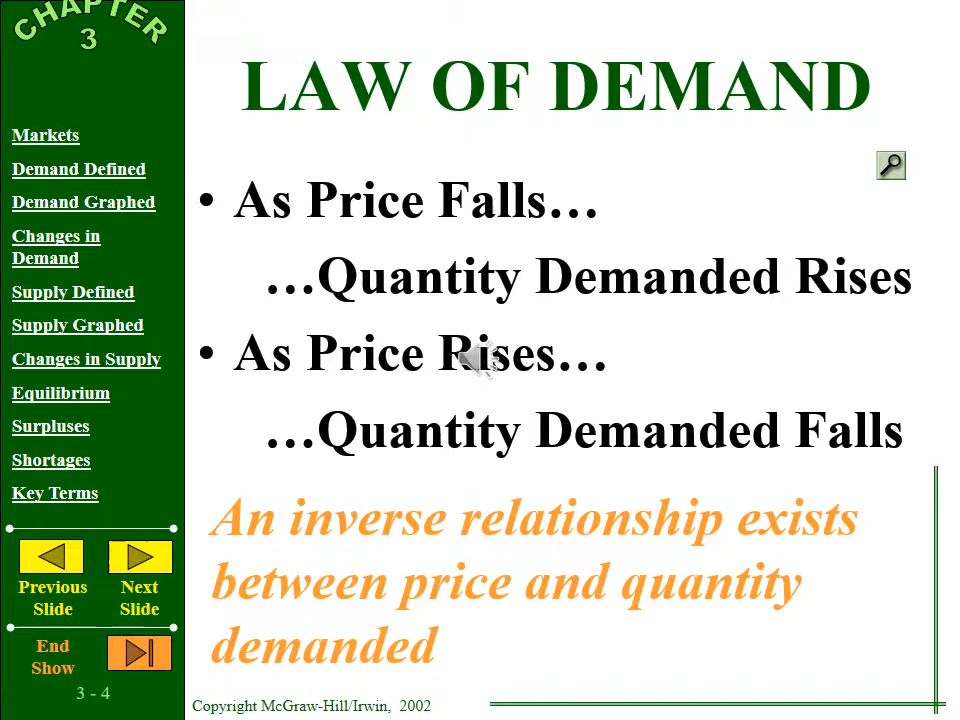 CHAPTER
3
Markets
Demand Defined
Demand Graphed
Changes in
Demand
Supply Defined
Supply Graphed
Changes in Supply
Equilibrium
Surpluses
Shortages
Key Terms
Previous
Slide
Next
Slide
End
Show
3 - 4
LAW OF DEMAND
• As Price Falls…
…Quantity Demanded Rises
• As Price Rises…
…Quantity Demanded Falls
An inverse relationship exists
between price and quantity
demanded
Copyright McGraw-Hill/Irwin, 2002